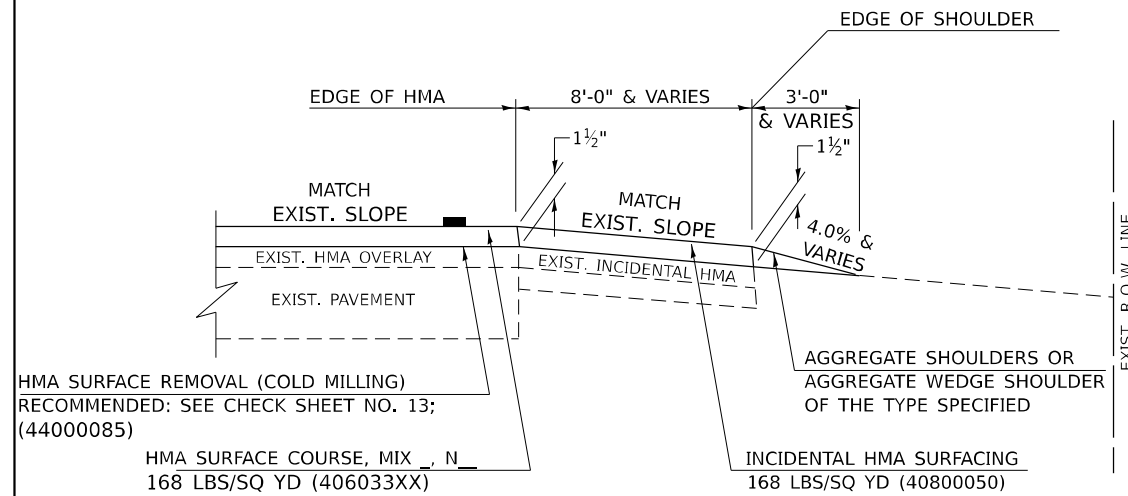 EDGE OF SHOULDER
EDGE OF HMA
8'-0" & VARIES
3'-0"
& VARIES
1½"
1½"
MATCH
EXIST. SLOPE
MATCH
EXIST. SLOPE
4.0% &
VARIES
EXIST. HMA OVERLAY
EXIST. INCIDENTAL HMA
EXIST. PAVEMENT
EXIST. R.O.W. LINE
HMA SURFACE REMOVAL (COLD MILLING)
RECOMMENDED: SEE CHECK SHEET NO. 13;
(44000085)
AGGREGATE SHOULDERS OR
AGGREGATE WEDGE SHOULDER
OF THE TYPE SPECIFIED
HMA SURFACE COURSE, MIX _, N__
168 LBS/SQ YD (406033XX)
INCIDENTAL HMA SURFACING
168 LBS/SQ YD (40800050)